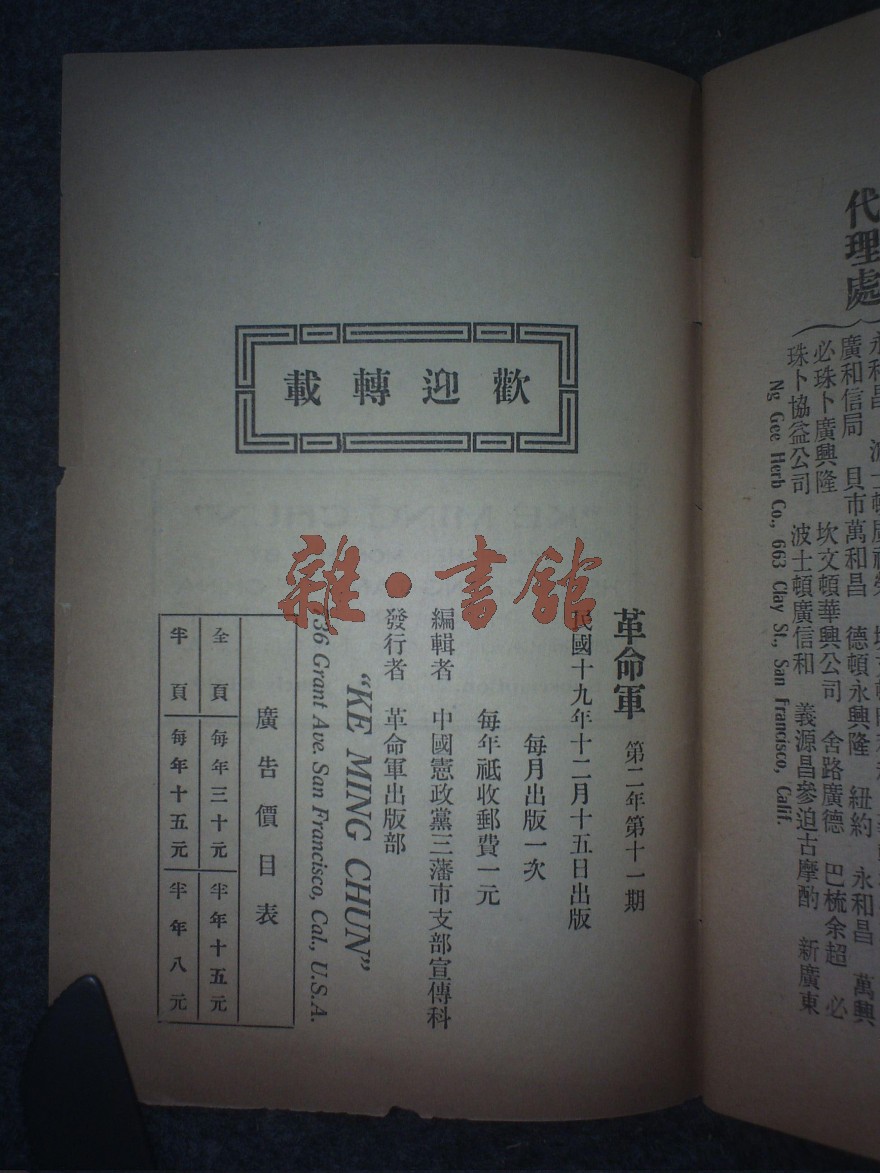 代理處
廣和信局　貝市萬和昌　德頓永興隆　紐約　永和昌　萬興
必珠卜廣興隆　坎文頓華興公司　舍路廣德　巴梳余超　必
珠卜協益公司　波士頓廣信和　義源昌參迫古摩酌　新廣東
Ng Gee Herb Co., 663 Clay St., San Francisco, Calif.
歡迎轉載
雜•書館
革命軍　第二年第十一期
民國十九年十二月十五日出版
每月出版一次
每年祗收郵費一元
編輯者　中國憲政黨三藩市支部宣傳科
發行者　革命軍出版部
"KE MING CHUN"
736 Grant Ave. San Francisco, Cal., U.S.A.
廣告價目表
全頁　每年三十元　半年十五元
半頁　每年十五元　半年八元